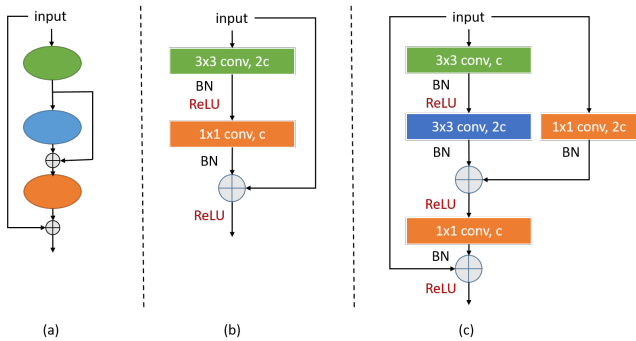 input
(a)
input
3x3 conv, 2c
BN
ReLU
1x1 conv, c
BN
ReLU
(b)
input
3x3 conv, c
BN
ReLU
3x3 conv, 2c
1x1 conv, 2c
BN
BN
ReLU
1x1 conv, c
BN
ReLU
(c)